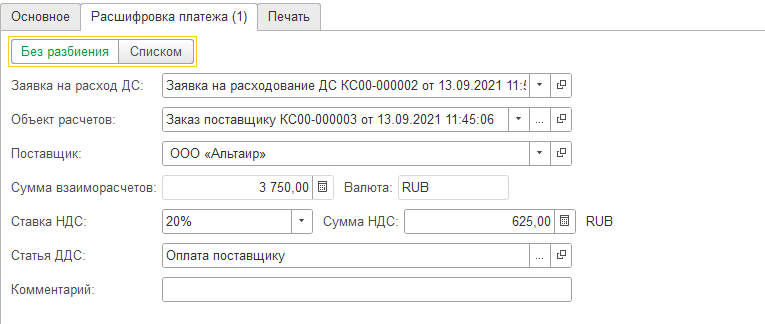 Основное Расшифровка платежа (1) Печать
Без разбиения Списком
Заявка на расход ДС: Заявка на расходование ДС КС00-000002 от 13.09.2021 11:
Объект расчетов: Заказ поставщику КС00-000003 от 13.09.2021 11:45:06 ...
Поставщик: ООО «Альтаир»
Сумма взаиморасчетов: 3 750,00 Валюта: RUB
Ставка НДС: 20% Сумма НДС: 625,00 RUB
Статья ДДС: Оплата поставщику ...
Комментарий: